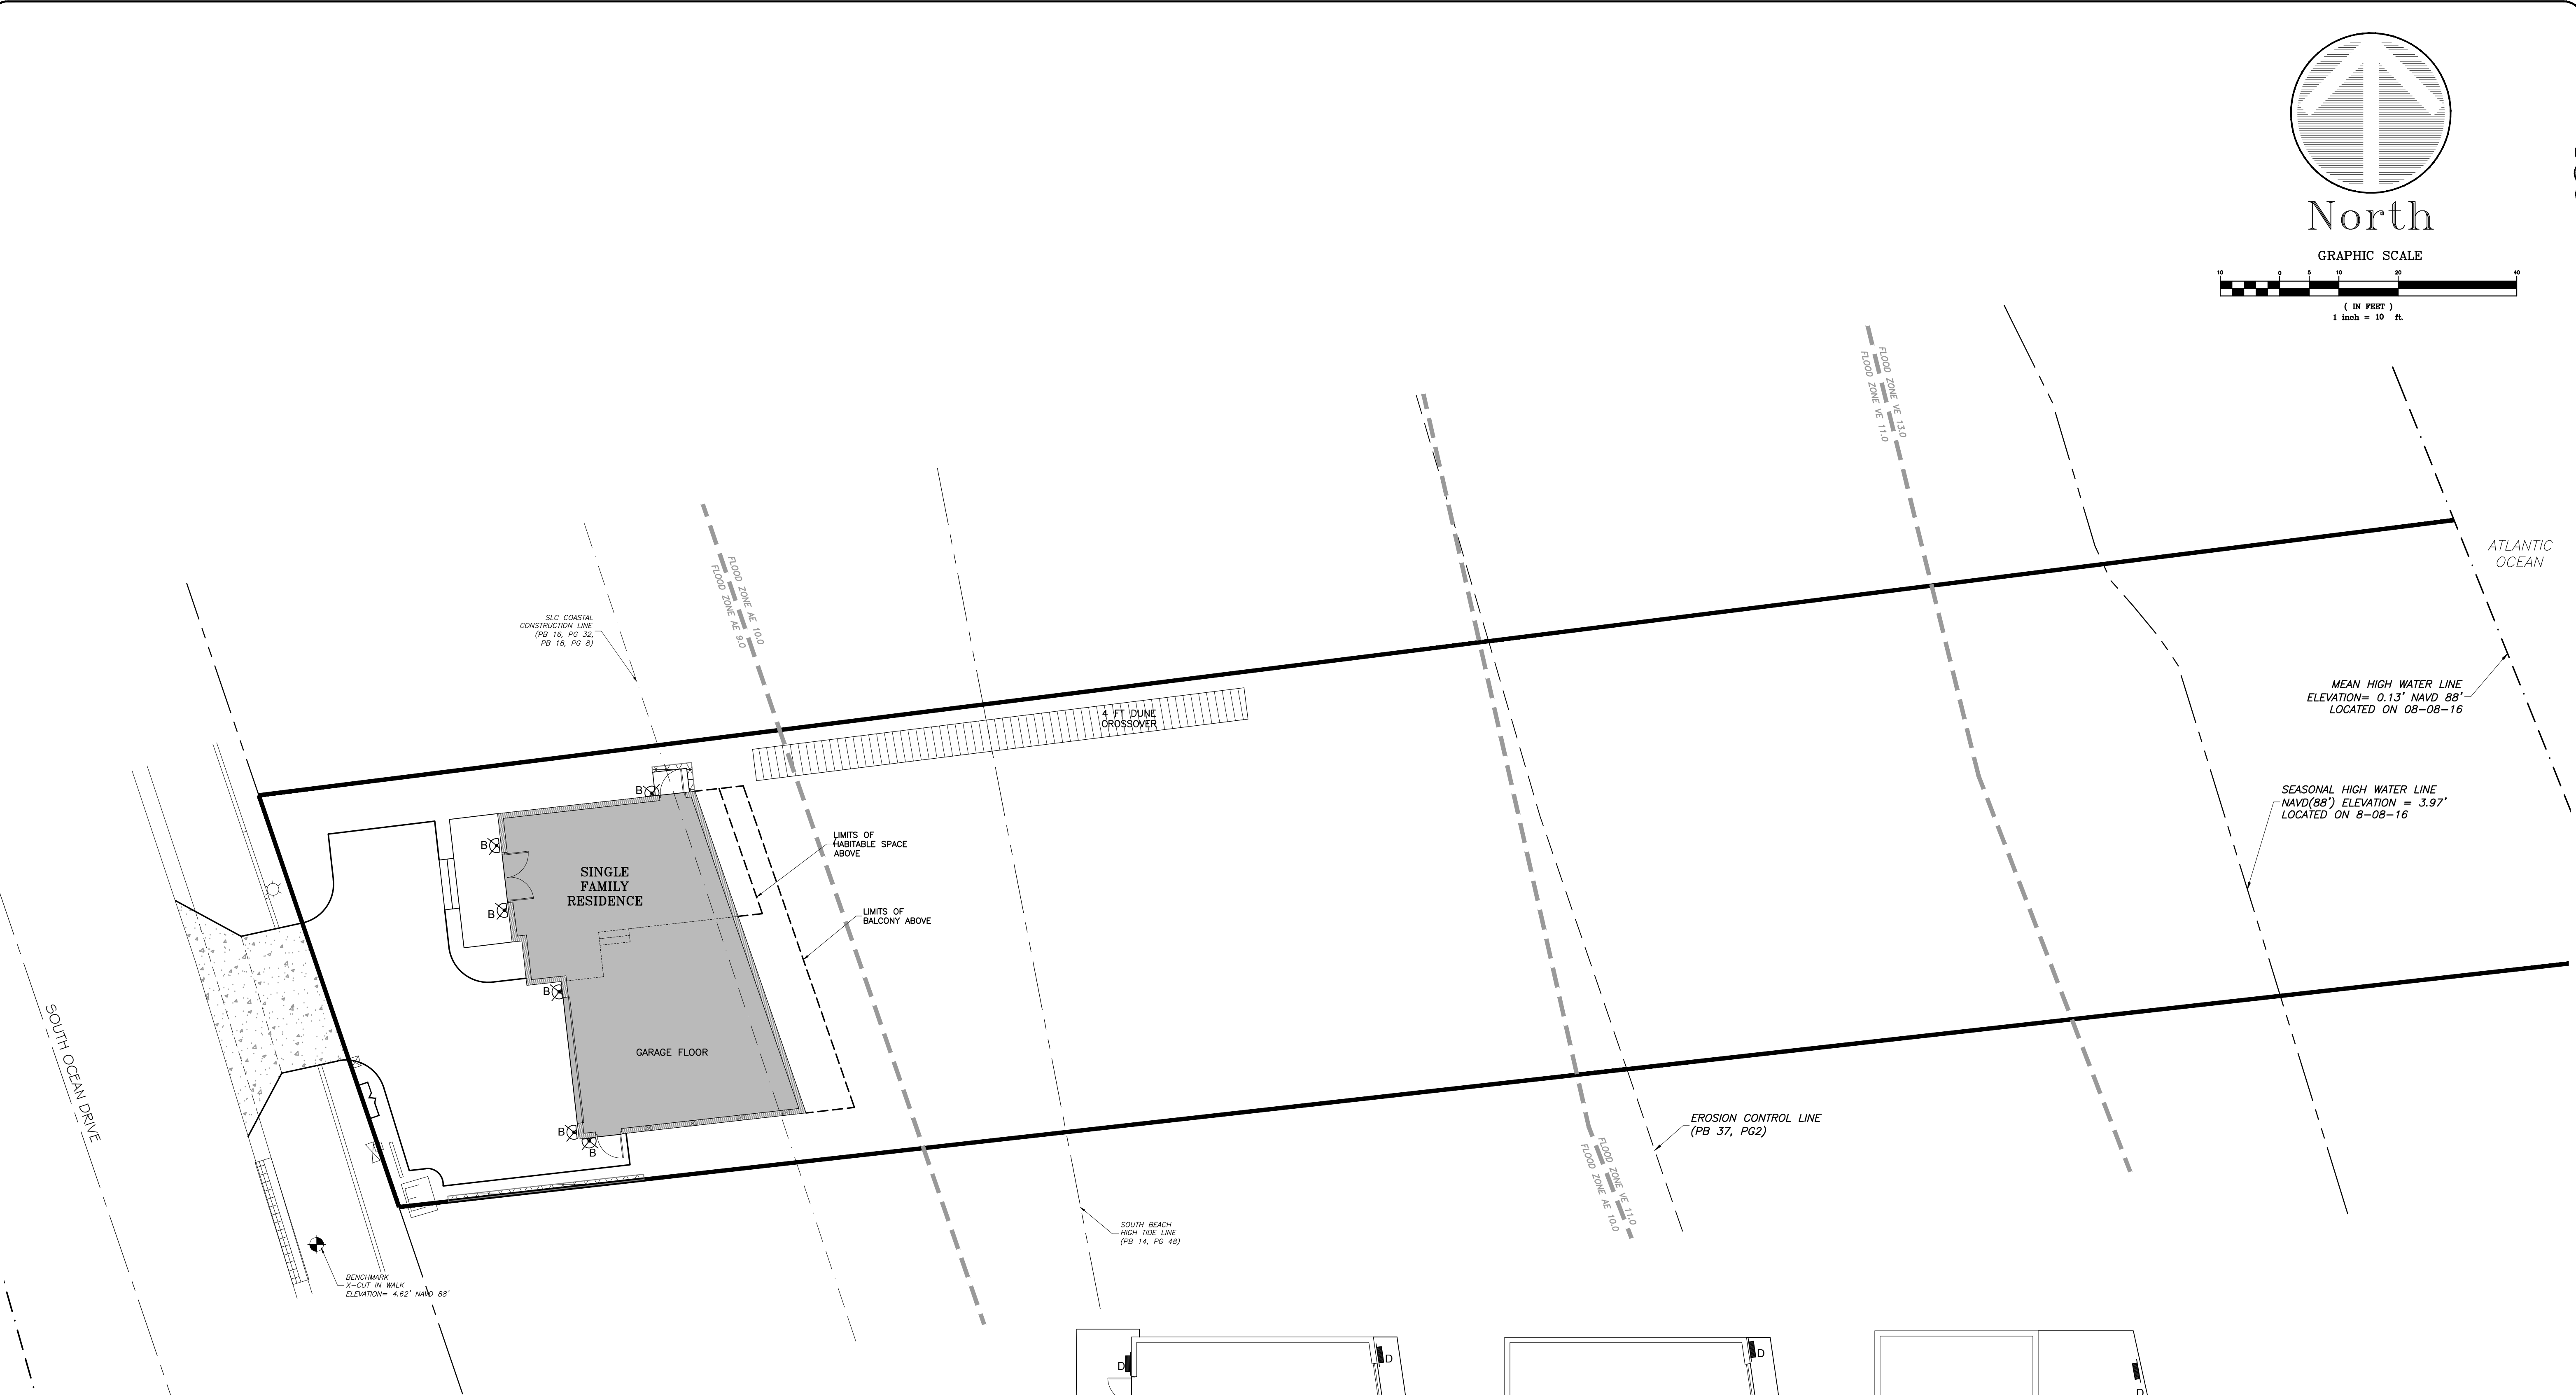 North
GRAPHIC SCALE
10 0 5 10 20 40
( IN FEET )
1 inch = 10 ft.
FLOOD ZONE VE 13.0
FLOOD ZONE VE 11.0
ATLANTIC
OCEAN
FLOOD ZONE AE 10.0
FLOOD ZONE AE 9.0
SLC COASTAL
CONSTRUCTION LINE
(PB 16, PG 32,
PB 18, PG 8)
MEAN HIGH WATER LINE
ELEVATION= 0.13' NAVD 88'
LOCATED ON 08-08-16
4 FT DUNE
CROSSOVER
SEASONAL HIGH WATER LINE
NAVD(88') ELEVATION = 3.97'
LOCATED ON 8-08-16
B
B
LIMITS OF
HABITABLE SPACE
ABOVE
SINGLE
FAMILY
RESIDENCE
B
LIMITS OF
BALCONY ABOVE
B
SOUTH OCEAN DRIVE
GARAGE FLOOR
B
B
EROSION CONTROL LINE
(PB 37, PG2)
FLOOD ZONE VE 11.0
FLOOD ZONE AE 10.0
SOUTH BEACH
HIGH TIDE LINE
(PB 14, PG 48)
BENCHMARK
X-CUT IN WALK
ELEVATION= 4.62' NAVD 88'
D
D
D
D